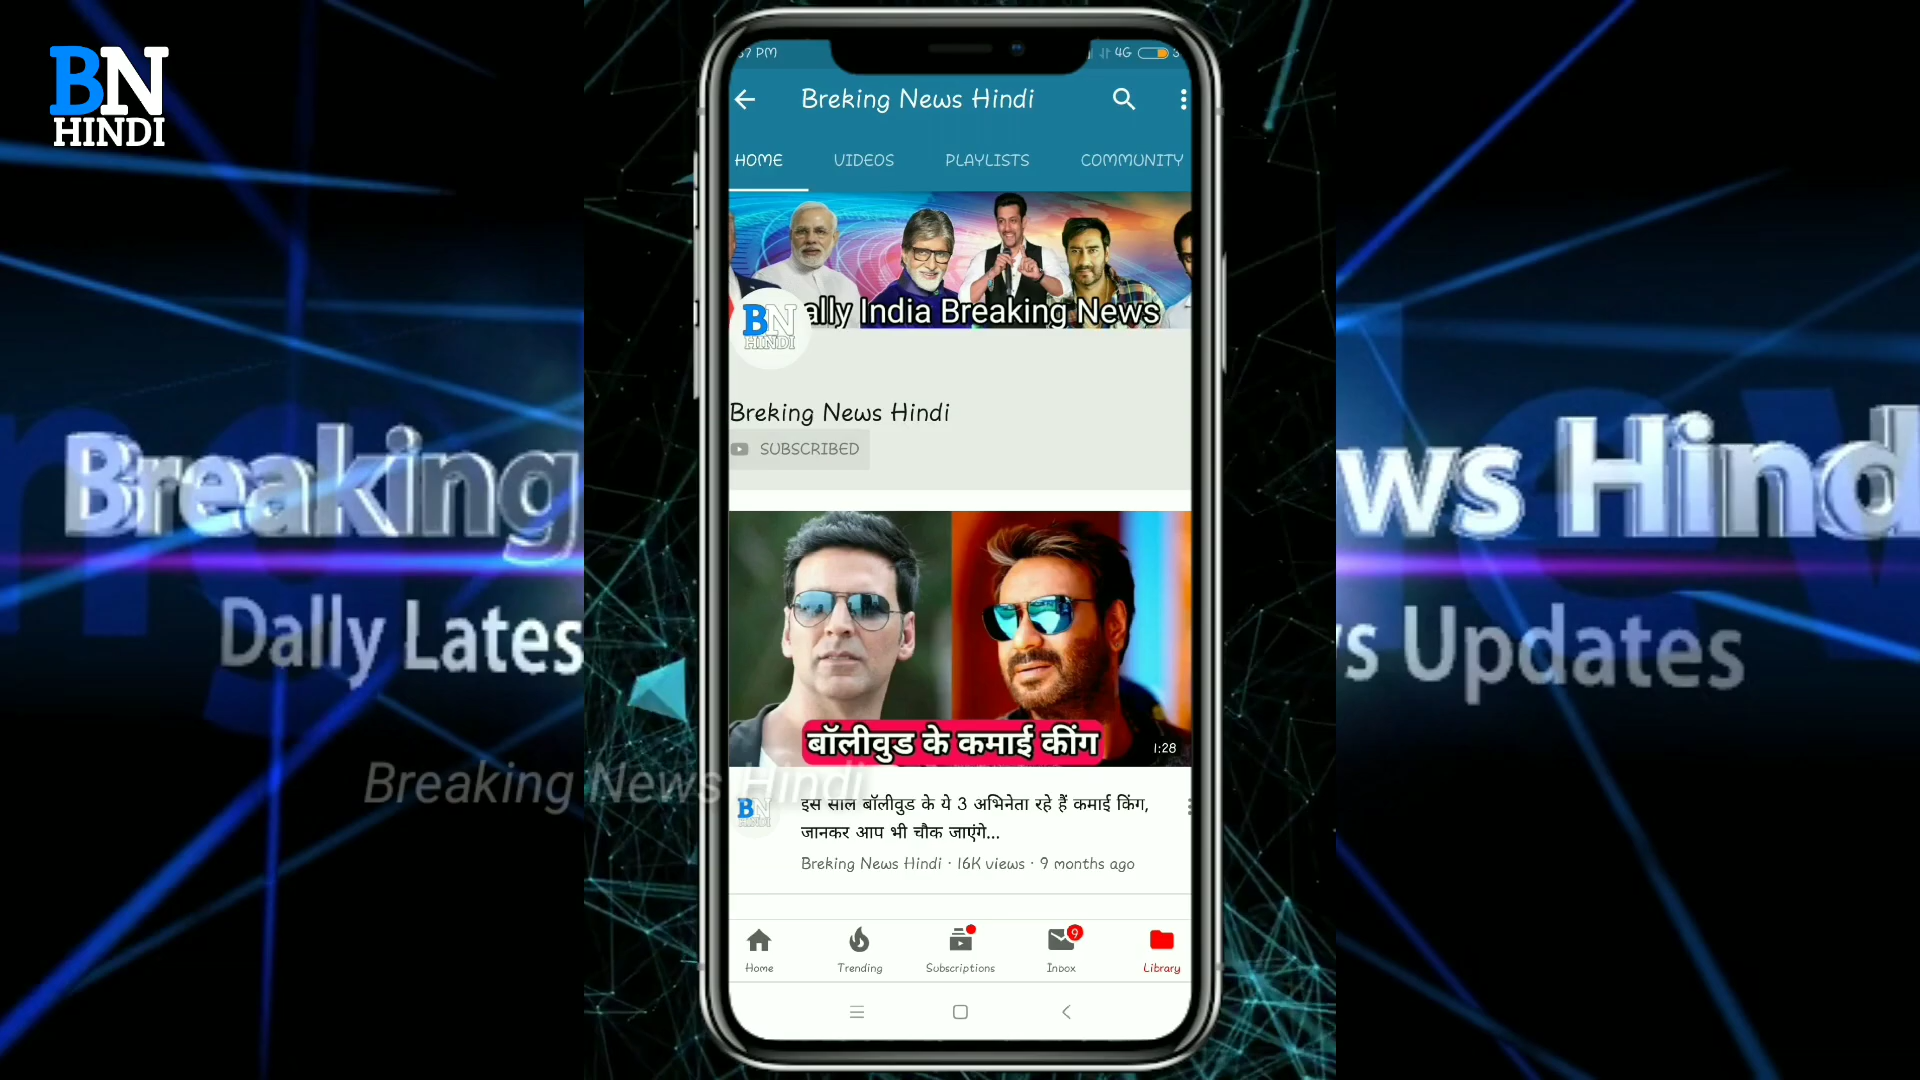 BN
HINDI
Breaking
Dally Lates
ws Hind
s Updates
Breaking News Hindi
PM
4G
Breking News Hindi
HOME
VIDEOS
PLAYLISTS
COMMUNITY
ally India Breaking News
BN
HINDI
Breking News Hindi
SUBSCRIBED
बॉलीवुड के कमाई कींग
1:28
BN
HINDI
इस साल बॉलीवुड के ये 3 अभिनेता रहे हैं कमाई किंग,
जानकर आप भी चौक जाएंगे...
Breking News Hindi · 16K views · 9 months ago
9
Home
Trending
Subscriptions
Inbox
Library